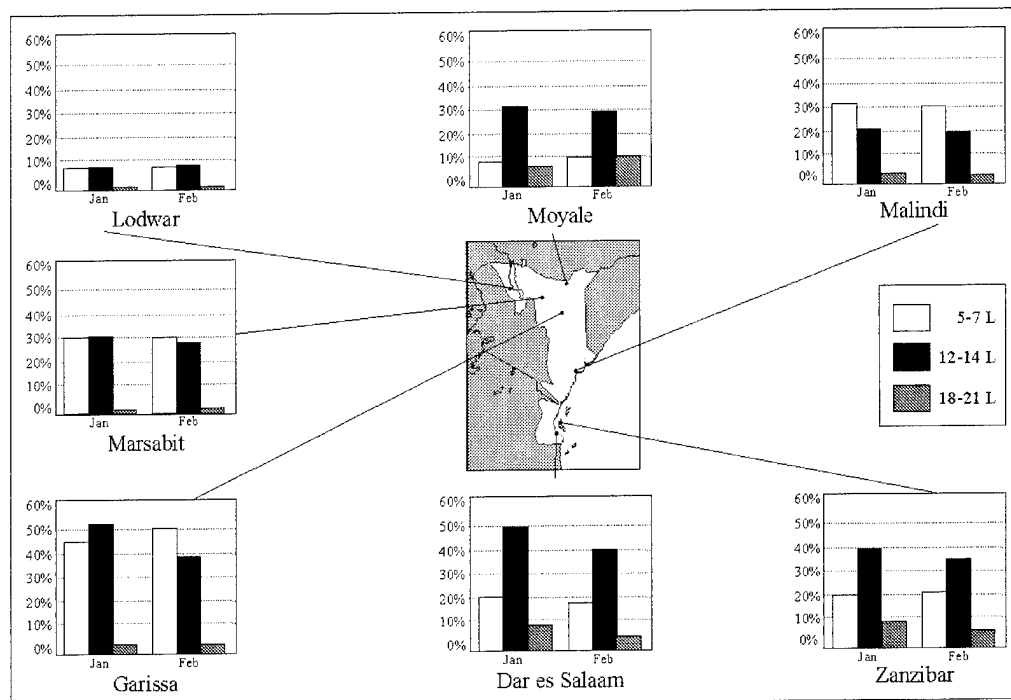 60%
50%
40%
30%
20%
10%
0%
Jan Feb
Lodwar
60%
50%
40%
30%
20%
10%
0%
Jan Feb
Moyale
60%
50%
40%
30%
20%
10%
0%
Jan Feb
Malindi
60%
50%
40%
30%
20%
10%
0%
Jan Feb
Marsabit
5-7 L
12-14 L
18-21 L
60%
50%
40%
30%
20%
10%
0%
Jan Feb
Garissa
60%
50%
40%
30%
20%
10%
0%
Jan Feb
Dar es Salaam
60%
50%
40%
30%
20%
10%
0%
Jan Feb
Zanzibar